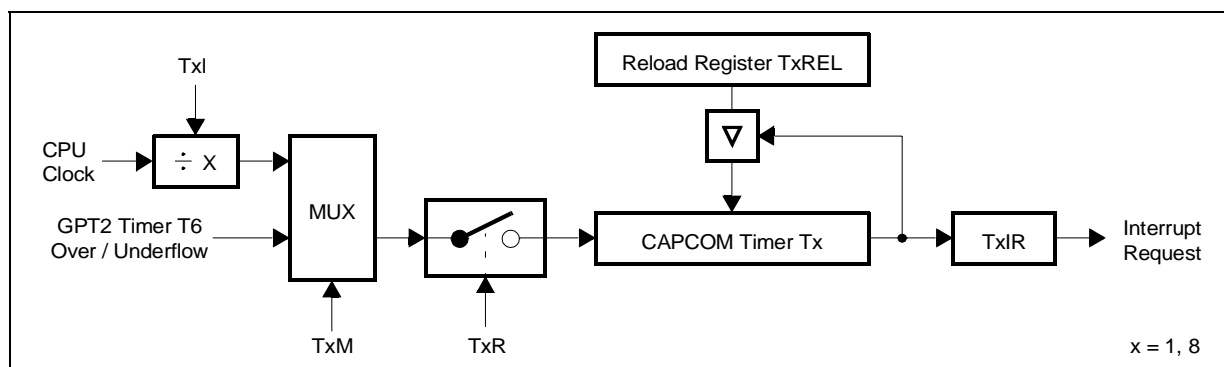 Reload Register TxREL
TxI
CPU
Clock
÷ X
MUX
GPT2 Timer T6
Over / Underflow
CAPCOM Timer Tx
TxIR
Interrupt
Request
TxM
TxR
x = 1, 8